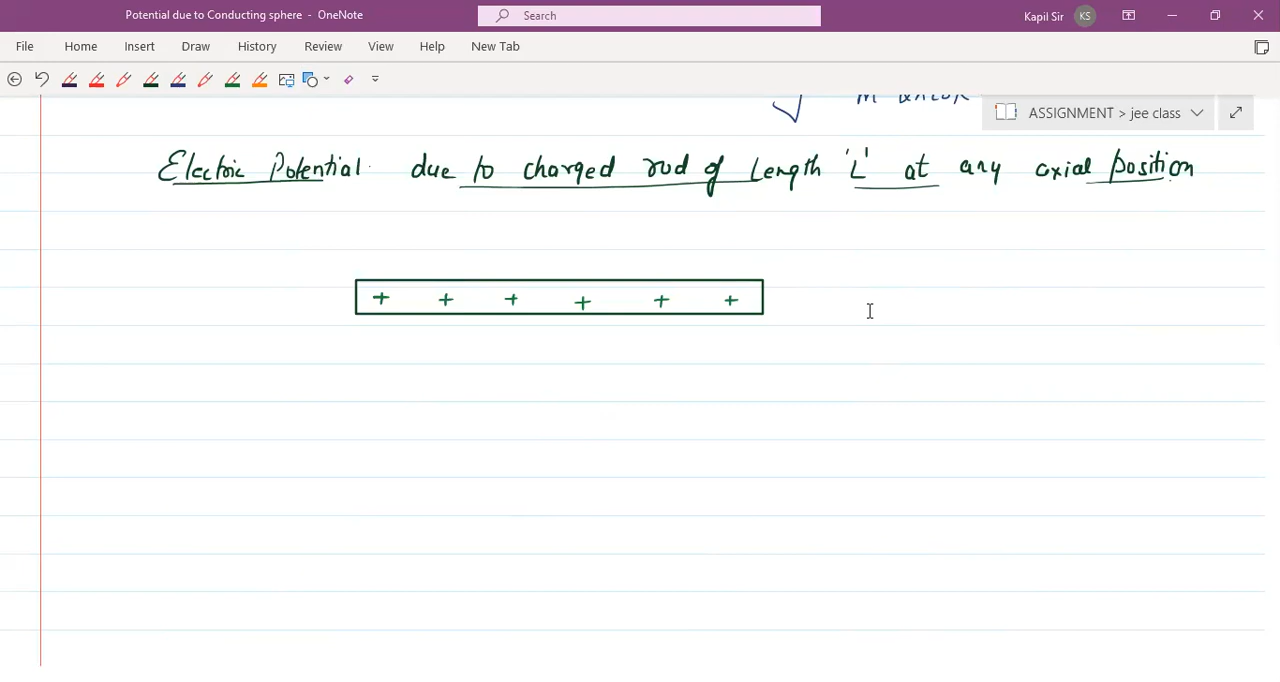 Potential due to Conducting sphere - OneNote
Search
Kapil Sir KS
File Home Insert Draw History Review View Help New Tab
ASSIGNMENT > jee class
Electric Potential due to charged rod of Length 'L' at any axial position
+ + + + + +